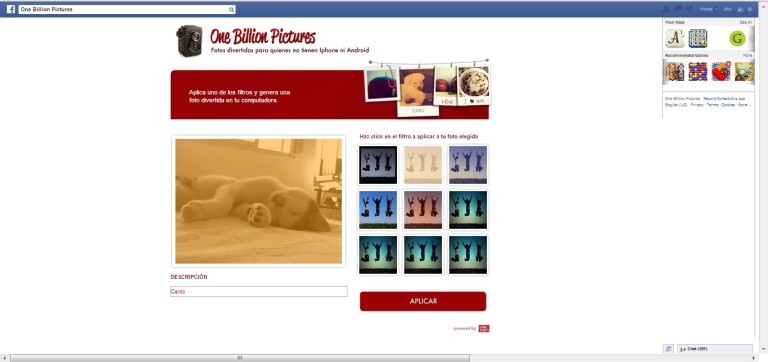 One Billion Pictures
Home
Jho
One Billion Pictures
Fotos divertidas para quienes no tienen Iphone ni Android
Aplica uno de los filtros y genera una
foto divertida en tu computadora.
Haz click en el filtro a aplicar a tu foto elegida
DESCRIPCIÓN
Cerdo
APLICAR
powered by
Your Apps
See All
Recommended Games
More
One Billion Pictures · Report/Contact this App
English (US) · Privacy · Terms · Cookies · More
Chat (Off)